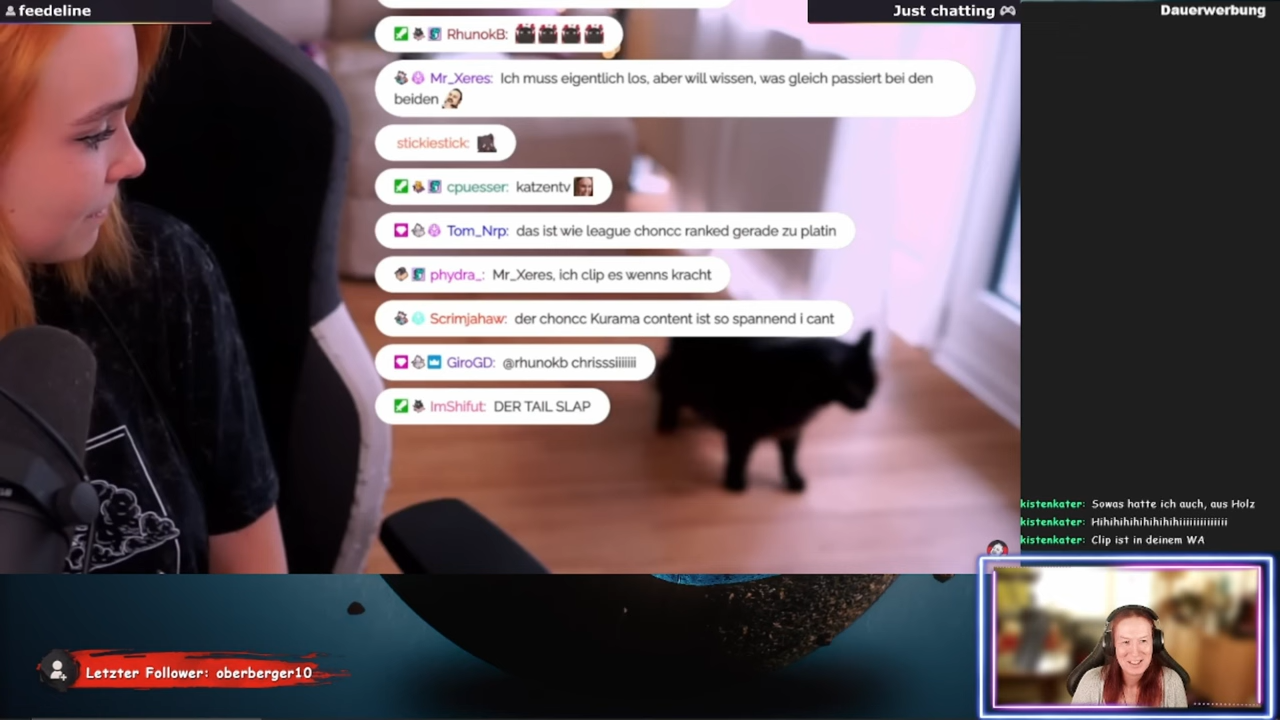 feedeline
Just chatting
Dauerwerbung
RhunokB:
Mr_Xeres: Ich muss eigentlich los, aber will wissen, was gleich passiert bei den
beiden
stickiestick:
cpuesser: katzentv
Tom_Nrp: das ist wie league choncc ranked gerade zu platin
phydra_: Mr_Xeres, ich clip es wenns kracht
Scrimjahaw: der choncc Kurama content ist so spannend i cant
GiroGD: @rhunokb chrisssiiiiiii
ImShifut: DER TAIL SLAP
kistenkater: Sowas hatte ich auch, aus Holz
kistenkater: Hihihihihihihihihiiiiiiiiiiiiii
kistenkater: Clip ist in deinem WA
Letzter Follower: oberberger10